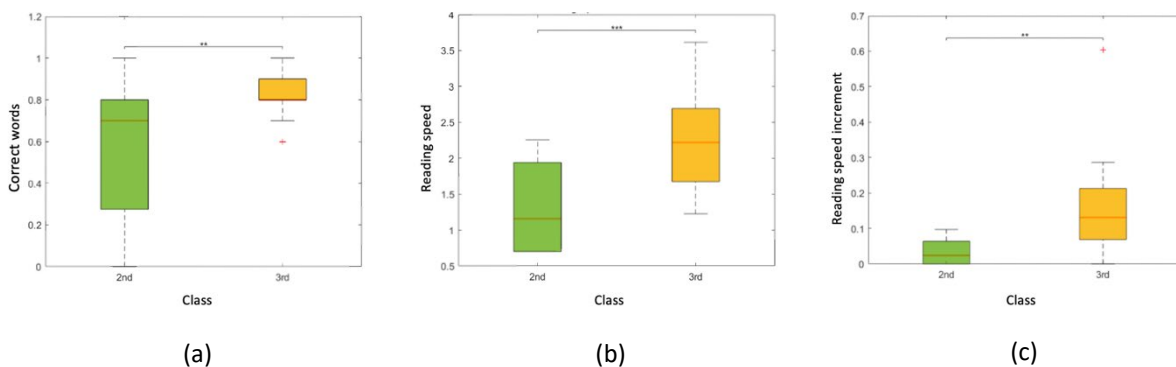 1.2
1
0.8
0.6
0.4
0.2
0
Correct words
**
2nd
3rd
Class
(a)
4
3.5
3
2.5
2
1.5
1
0.5
Reading speed
***
2nd
3rd
Class
(b)
0.7
0.6
0.5
0.4
0.3
0.2
0.1
0
Reading speed increment
**
2nd
3rd
Class
(c)